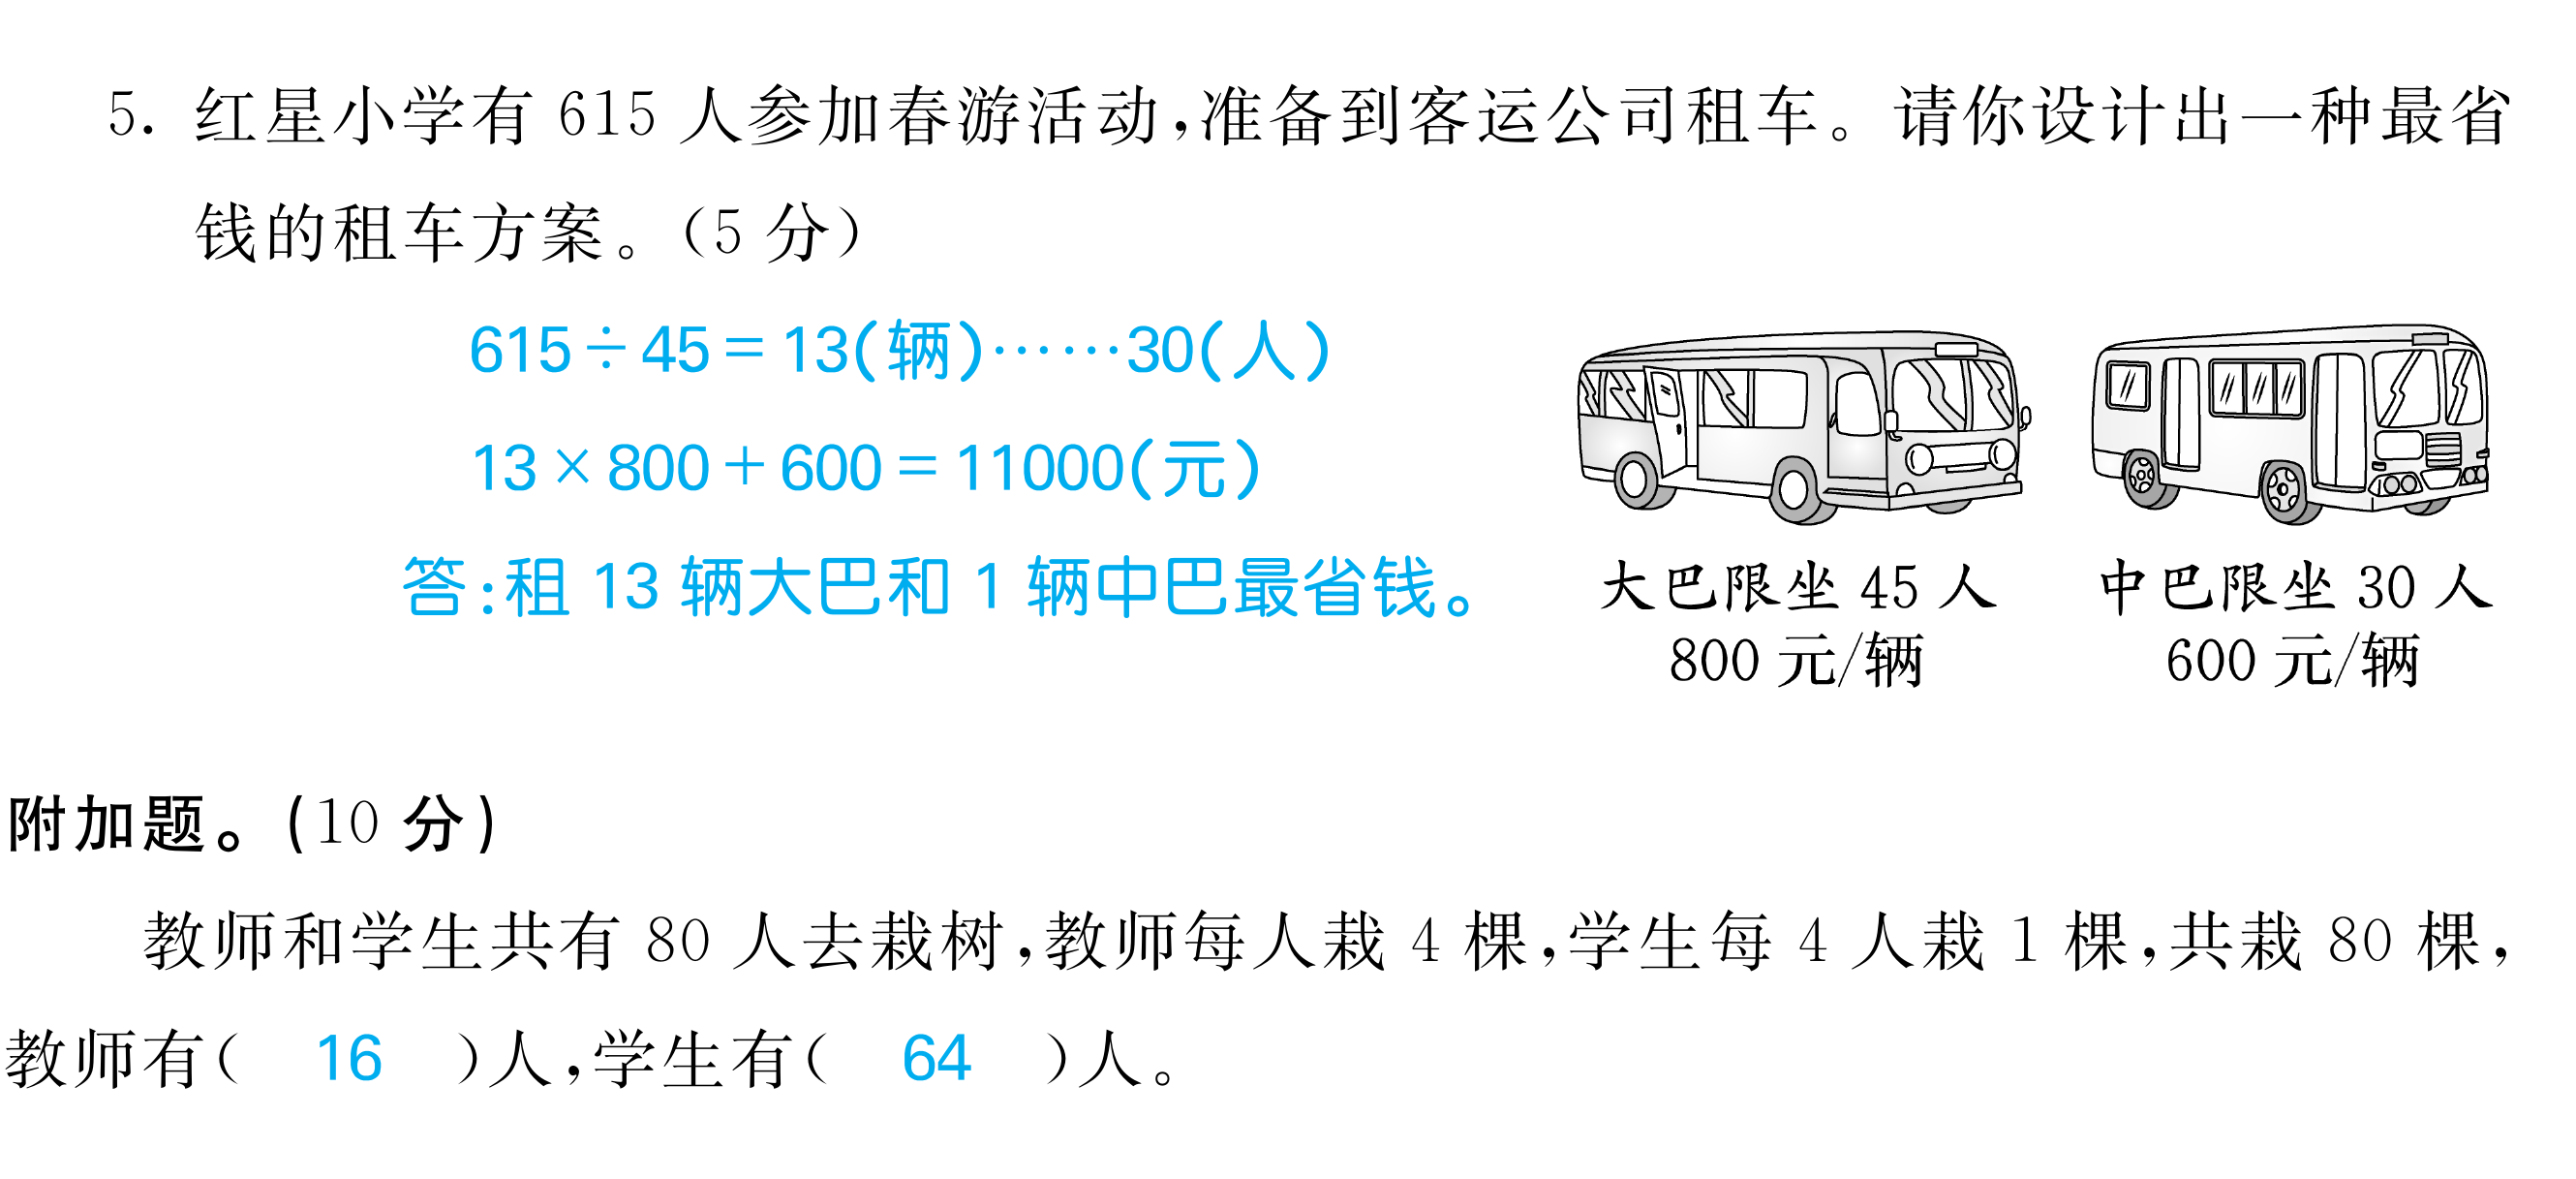 5. 红星小学有 615 人参加春游活动,准备到客运公司租车。请你设计出一种最省
钱的租车方案。(5 分)
615÷45=13(辆)……30(人)
13×800+600=11000(元)
答:租 13 辆大巴和 1 辆中巴最省钱。
大巴限坐 45 人
800 元/辆
中巴限坐 30 人
600 元/辆
附加题。(10 分)
教师和学生共有 80 人去栽树,教师每人栽 4 棵,学生每 4 人栽 1 棵,共栽 80 棵,
教师有( 16 )人,学生有( 64 )人。